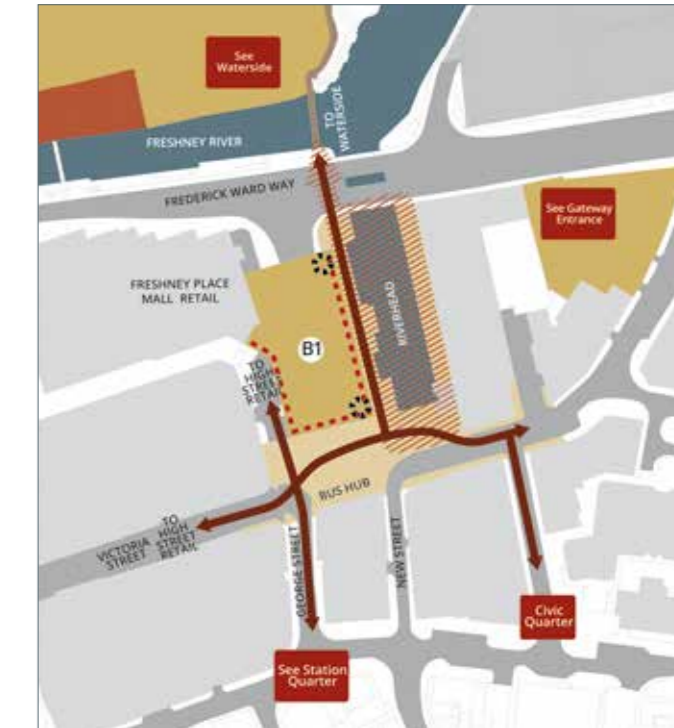 See
Waterside
TO
WATERSIDE
FRESHNEY RIVER
FREDERICK WARD WAY
See Gateway
Entrance
FRESHNEY PLACE
MALL RETAIL
RIVERHEAD
B1
TO
HIGH
STREET
RETAIL
BUS HUB
TO
HIGH
STREET
RETAIL
VICTORIA
STREET
GEORGE STREET
NEW STREET
Civic
Quarter
See Station
Quarter